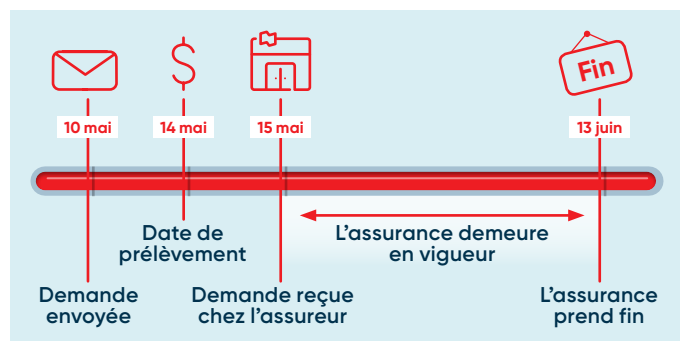 Fin
10 mai
14 mai
15 mai
13 juin
Date de
prélèvement
L'assurance demeure
en vigueur
Demande
envoyée
Demande reçue
chez l'assureur
L'assurance
prend fin